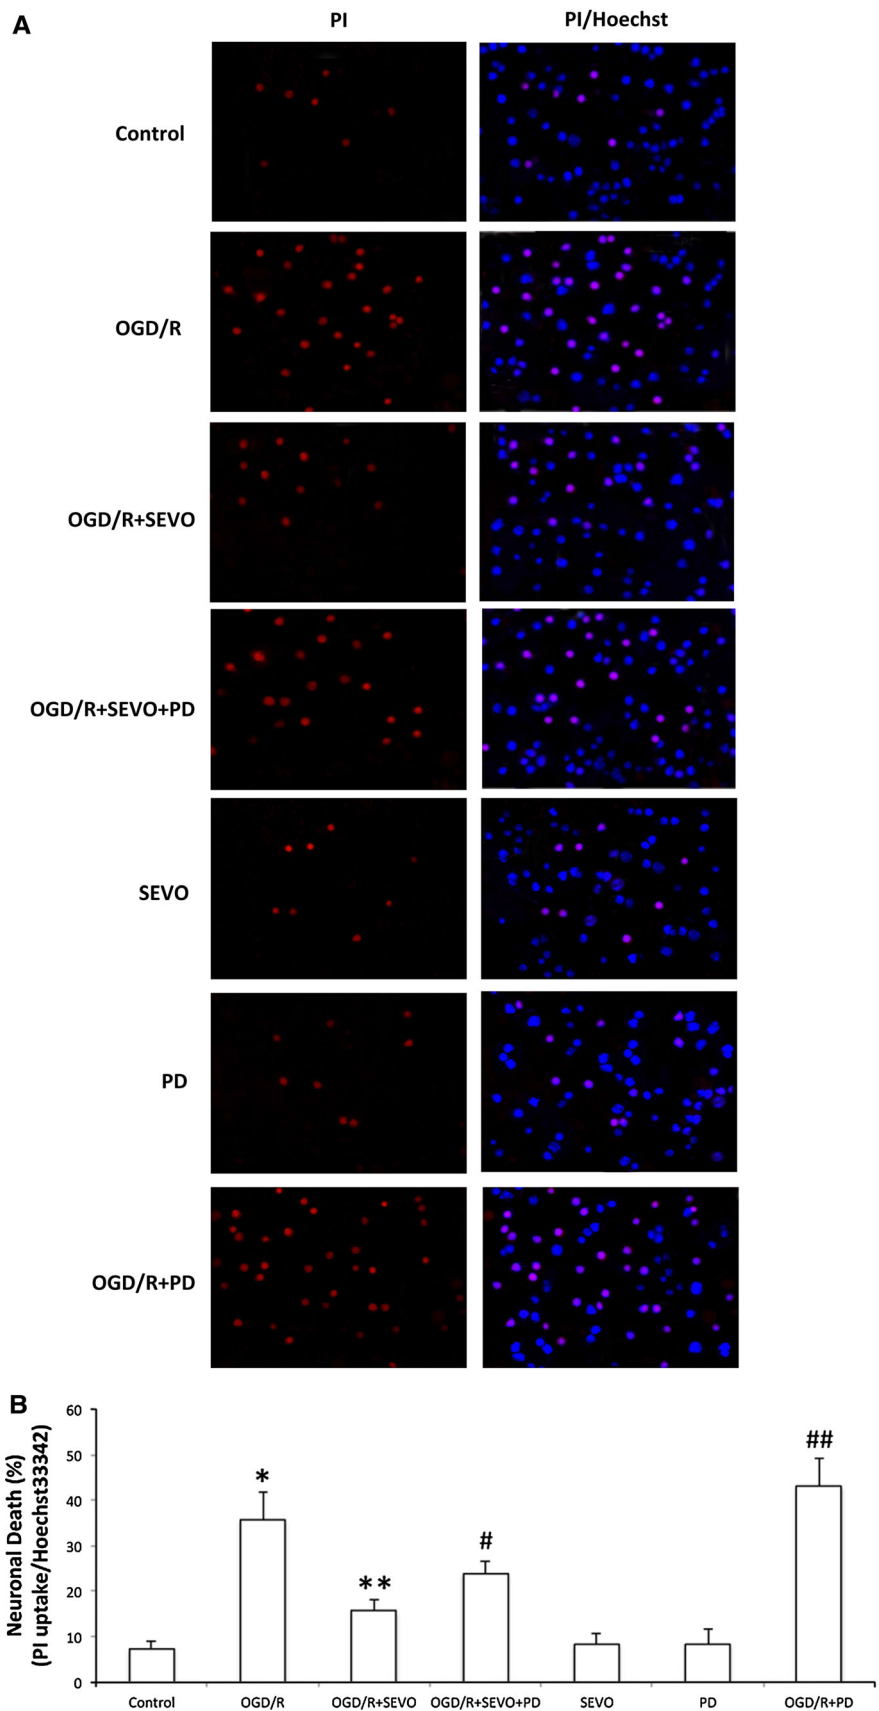 A
PI
PI/Hoechst
Control
OGD/R
OGD/R+SEVO
OGD/R+SEVO+PD
SEVO
PD
OGD/R+PD
B
Neuronal Death (%)
(PI uptake/Hoechst33342)
60
50
40
30
20
10
0
*
**
#
##
Control
OGD/R
OGD/R+SEVO
OGD/R+SEVO+PD
SEVO
PD
OGD/R+PD